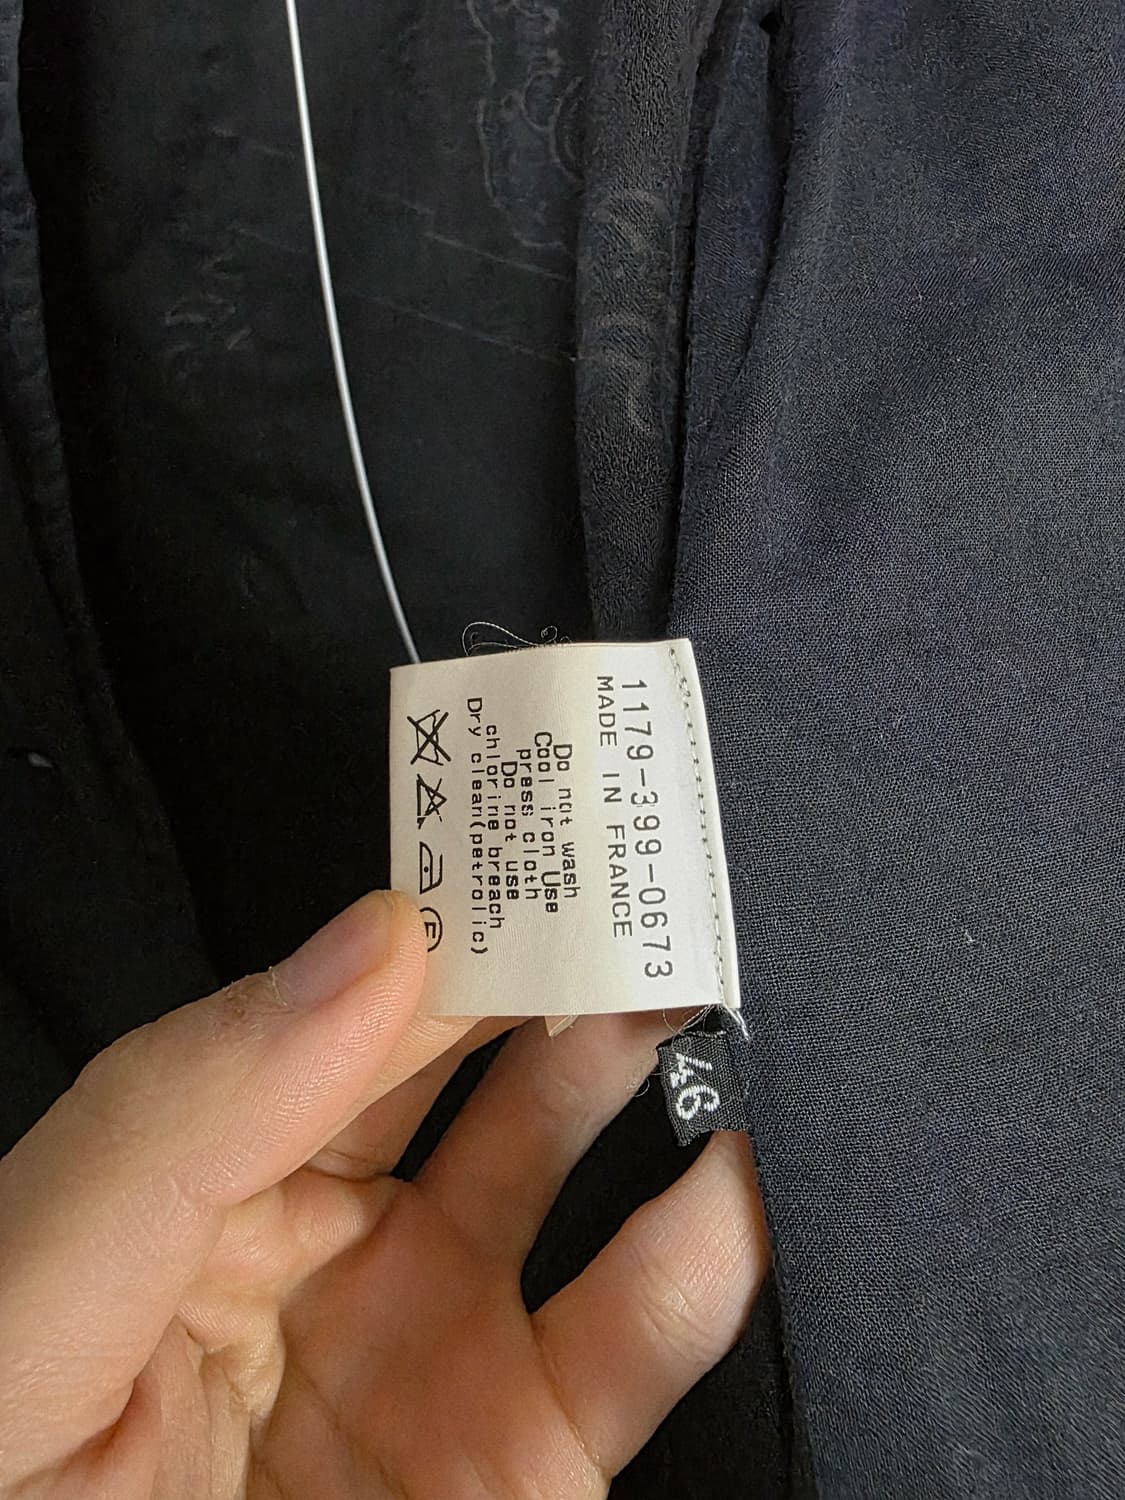 1179-399-0673
MADE IN FRANCE
Do not wash
Cool iron Use
press cloth
Do not use
chlorine breach
Dry clean(petrolic)
F
46